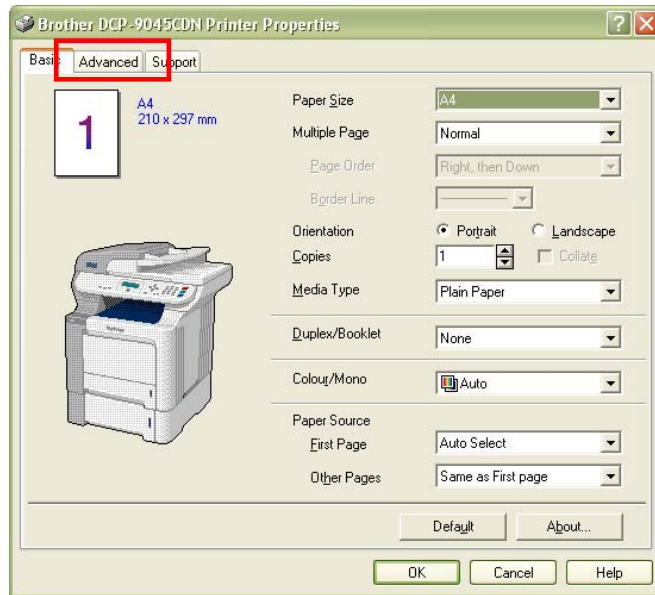 Brother DCP-9045CDN Printer Properties
Basic Advanced Support
1
A4
210 x 297 mm
Paper Size A4
Multiple Page Normal
Page Order Right, then Down
Border Line
Orientation Portrait Landscape
Copies 1 Collate
Media Type Plain Paper
Duplex/Booklet None
Colour/Mono Auto
Paper Source
First Page Auto Select
Other Pages Same as First page
Default About...
OK Cancel Help